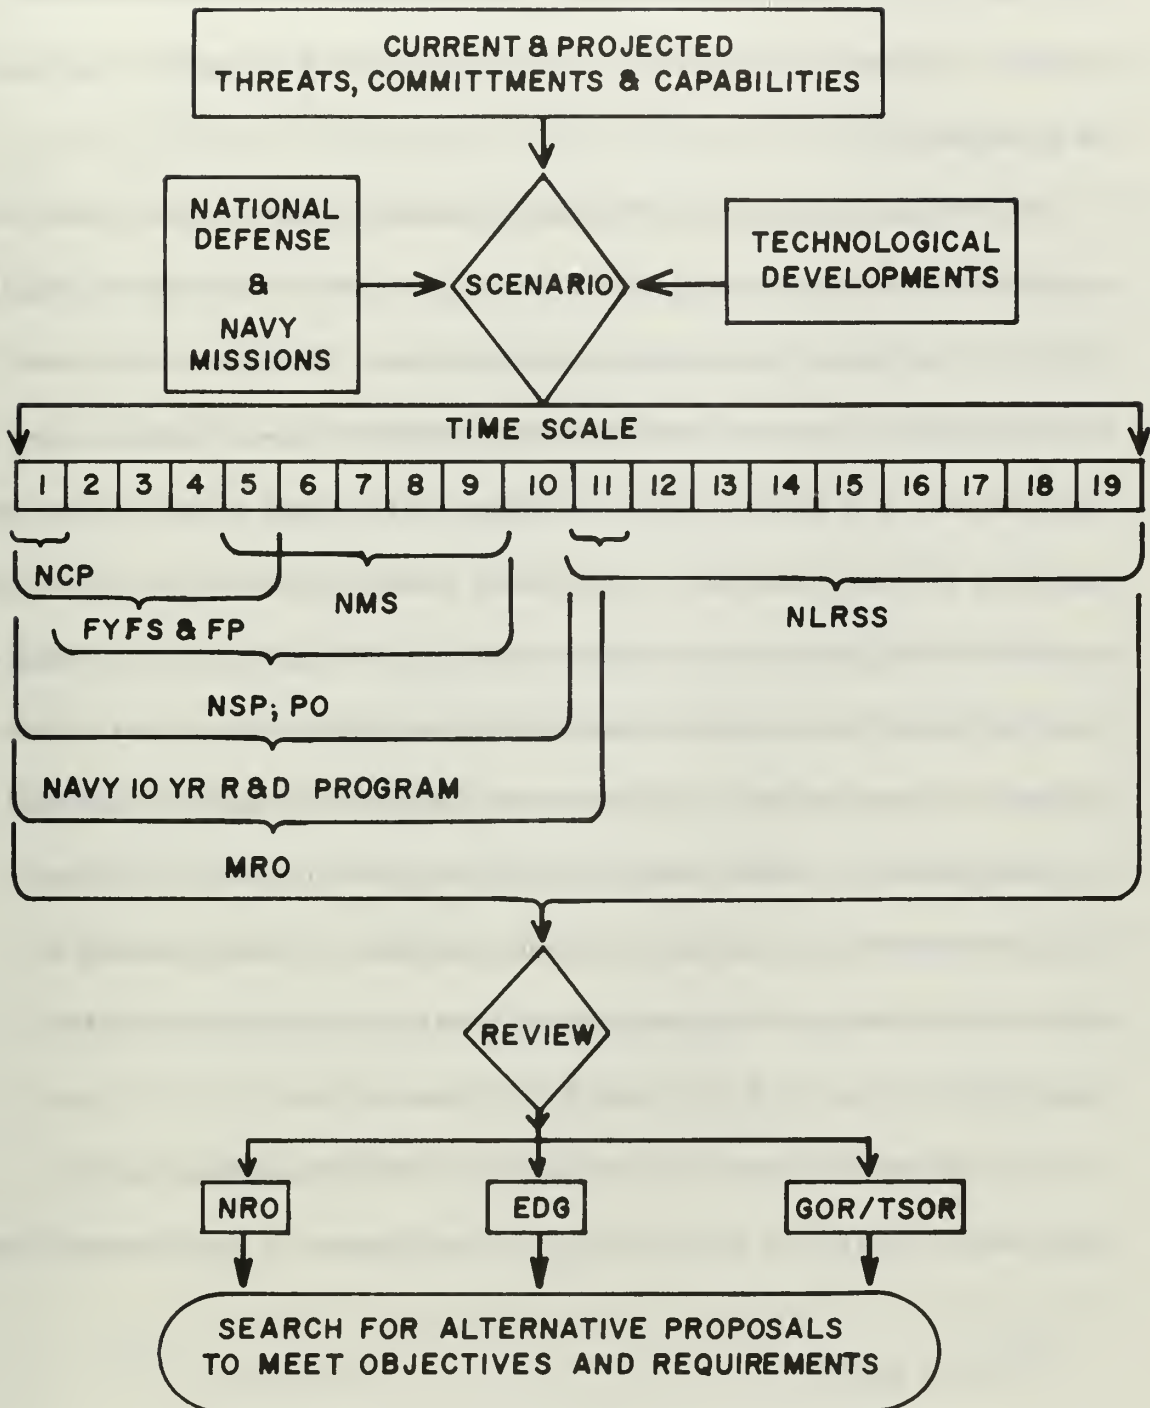 CURRENT & PROJECTED
THREATS, COMMITTMENTS & CAPABILITIES
NATIONAL
DEFENSE
&
NAVY
MISSIONS
SCENARIO
TECHNOLOGICAL
DEVELOPMENTS
TIME SCALE
1 2 3 4 5 6 7 8 9 10 11 12 13 14 15 16 17 18 19
NCP
NMS
NLRSS
FYFS & FP
NSP; PO
NAVY 10 YR R&D PROGRAM
MRO
REVIEW
NRO
EDG
GOR/TSOR
SEARCH FOR ALTERNATIVE PROPOSALS
TO MEET OBJECTIVES AND REQUIREMENTS